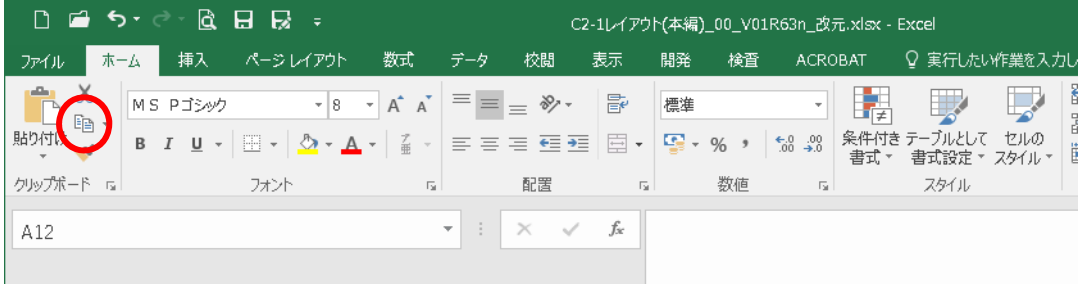 C2-1レイアウト(本編)_00_V01R63n_改元.xlsx - Excel
ファイル ホーム 挿入 ページ レイアウト 数式 データ 校閲 表示 開発 検査 ACROBAT 実行したい作業を入力し
貼り付け
ＭＳ Ｐゴシック 8 A A 標準
B I U A 亜 % , .0 .00 .00 .0
条件付き書式 テーブルとして書式設定 セルのスタイル
クリップボード フォント 配置 数値 スタイル
A12 fx